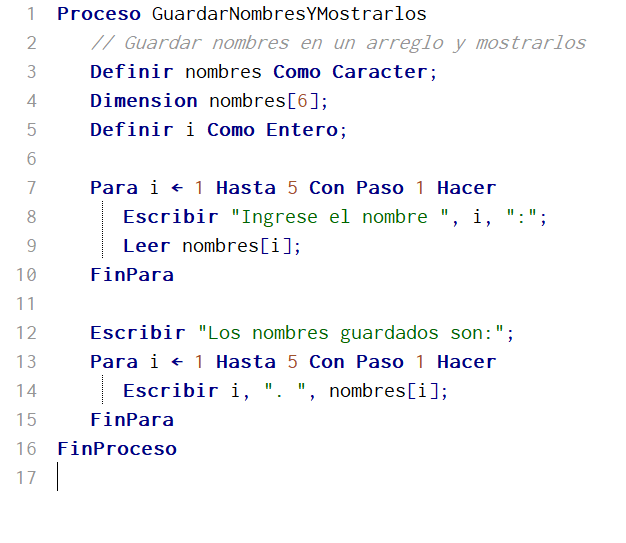 1 Proceso GuardarNombresYMostrarlos
2 // Guardar nombres en un arreglo y mostrarlos
3 Definir nombres Como Caracter;
4 Dimension nombres[6];
5 Definir i Como Entero;
6
7 Para i ← 1 Hasta 5 Con Paso 1 Hacer
8 Escribir "Ingrese el nombre ", i, ":";
9 Leer nombres[i];
10 FinPara
11
12 Escribir "Los nombres guardados son:";
13 Para i ← 1 Hasta 5 Con Paso 1 Hacer
14 Escribir i, ". ", nombres[i];
15 FinPara
16 FinProceso
17